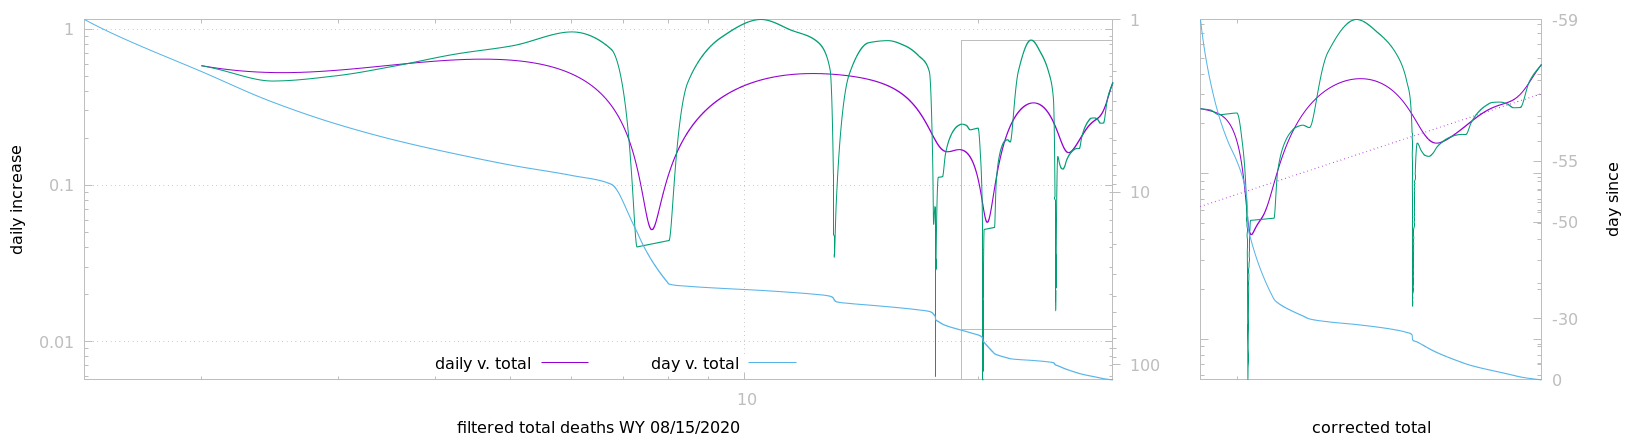 1
0.1
0.01
daily increase
daily v. total
day v. total
10
filtered total deaths WY 08/15/2020
1
10
100
-59
-55
-50
-30
0
day since
corrected total